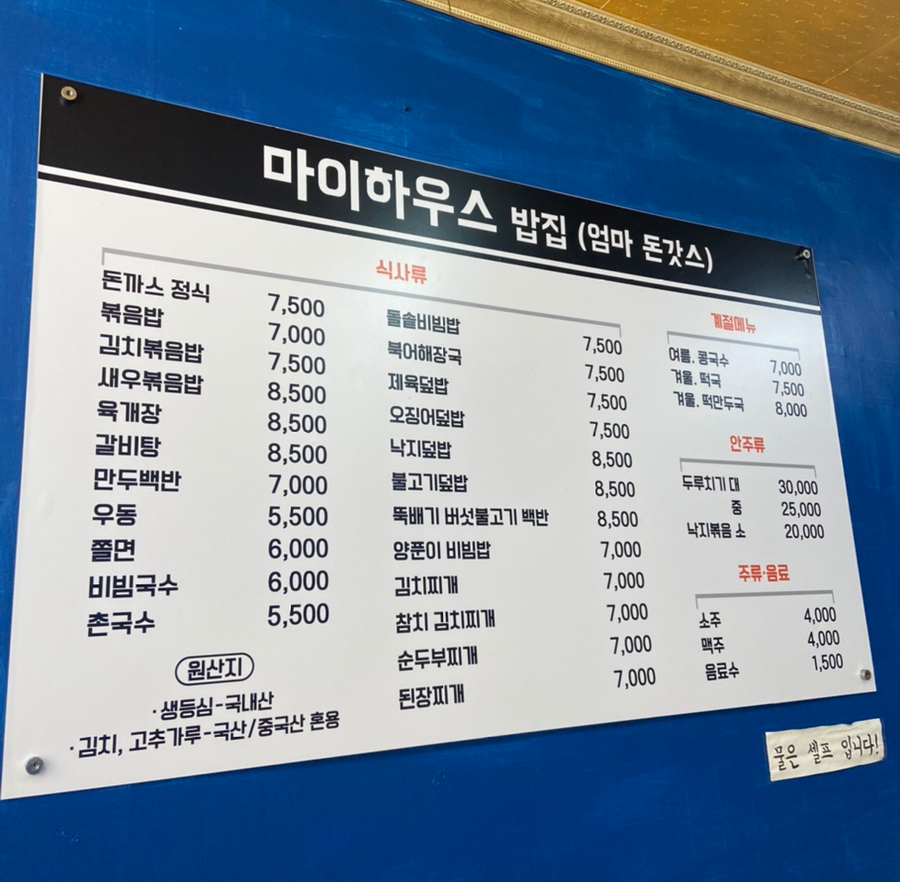 마이하우스 밥집 (엄마 돈갓스)
식사류
돈까스 정식 7,500
볶음밥 7,000
김치볶음밥 7,500
새우볶음밥 8,500
육개장 8,500
갈비탕 8,500
만두백반 7,000
우동 5,500
쫄면 6,000
비빔국수 6,000
촌국수 5,500
돌솥비빔밥 7,500
북어해장국 7,500
제육덮밥 7,500
오징어덮밥 7,500
낙지덮밥 8,500
불고기덮밥 8,500
뚝배기 버섯불고기 백반 8,500
양푼이 비빔밥 7,000
김치찌개 7,000
참치 김치찌개 7,000
순두부찌개 7,000
된장찌개 7,000
원산지
·생등심-국내산
·김치, 고추가루-국산/중국산 혼용
계절메뉴
여름. 콩국수 7,000
겨울. 떡국 7,500
겨울. 떡만두국 8,000
안주류
두루치기 대 30,000
중 25,000
낙지볶음 소 20,000
주류·음료
소주 4,000
맥주 4,000
음료수 1,500
물은 셀프 입니다!